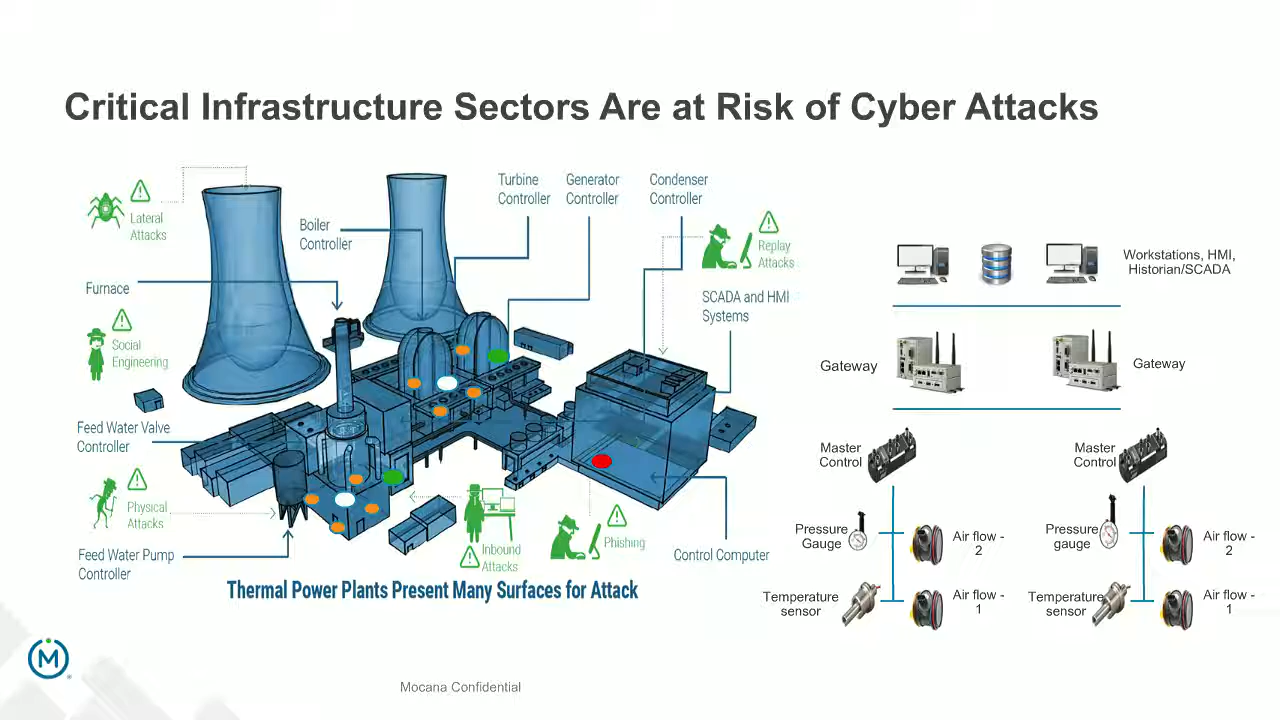 Critical Infrastructure Sectors Are at Risk of Cyber Attacks
Lateral
Attacks
Boiler
Controller
Turbine
Controller
Generator
Controller
Condenser
Controller
Replay
Attacks
Furnace
SCADA and HMI
Systems
Social
Engineering
Feed Water Valve
Controller
Physical
Attacks
Feed Water Pump
Controller
Inbound
Attacks
Phishing
Control Computer
Thermal Power Plants Present Many Surfaces for Attack
Workstations, HMI,
Historian/SCADA
Gateway
Gateway
Master
Control
Master
Control
Pressure
Gauge
Air flow -
2
Pressure
gauge
Air flow -
2
Temperature
sensor
Air flow -
1
Temperature
sensor
Air flow -
1
M
Mocana Confidential